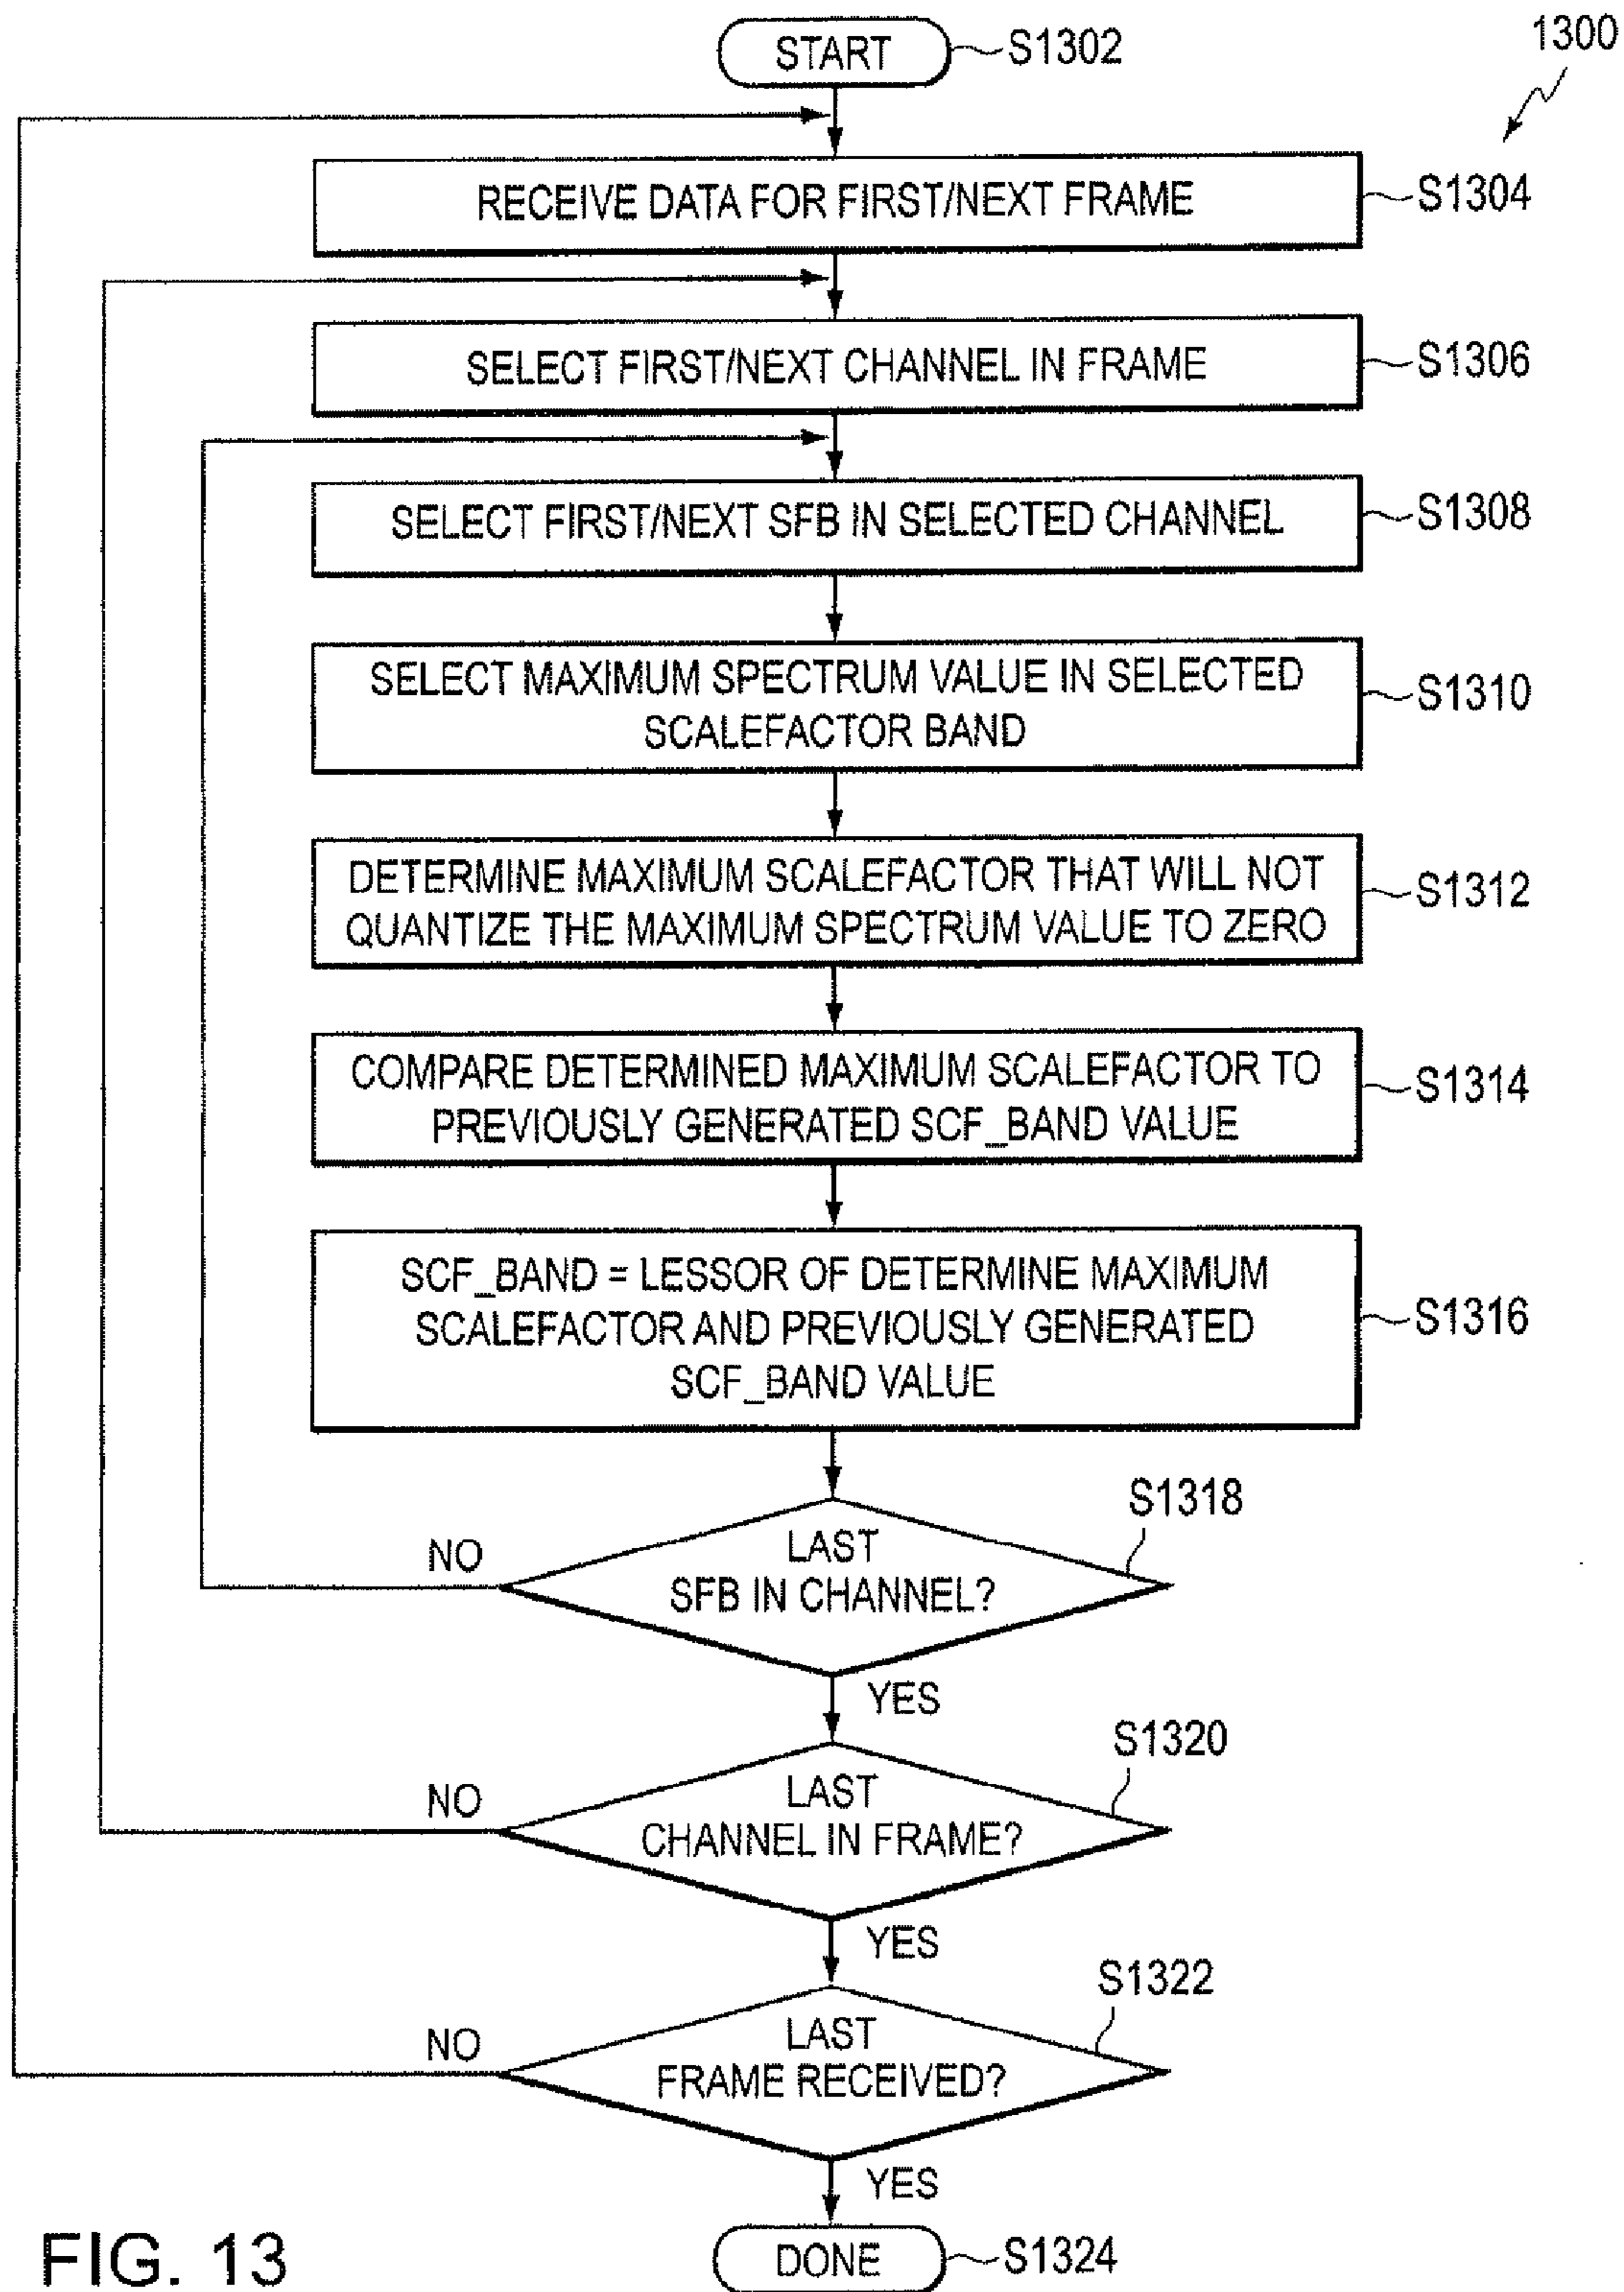 1300
START
S1302
RECEIVE DATA FOR FIRST/NEXT FRAME
S1304
SELECT FIRST/NEXT CHANNEL IN FRAME
S1306
SELECT FIRST/NEXT SFB IN SELECTED CHANNEL
S1308
SELECT MAXIMUM SPECTRUM VALUE IN SELECTED
SCALEFACTOR BAND
S1310
DETERMINE MAXIMUM SCALEFACTOR THAT WILL NOT
QUANTIZE THE MAXIMUM SPECTRUM VALUE TO ZERO
S1312
COMPARE DETERMINED MAXIMUM SCALEFACTOR TO
PREVIOUSLY GENERATED SCF_BAND VALUE
S1314
SCF_BAND = LESSOR OF DETERMINE MAXIMUM
SCALEFACTOR AND PREVIOUSLY GENERATED
SCF_BAND VALUE
S1316
LAST
SFB IN CHANNEL?
S1318
NO
YES
LAST
CHANNEL IN FRAME?
S1320
NO
YES
LAST
FRAME RECEIVED?
S1322
NO
YES
DONE
S1324
FIG. 13